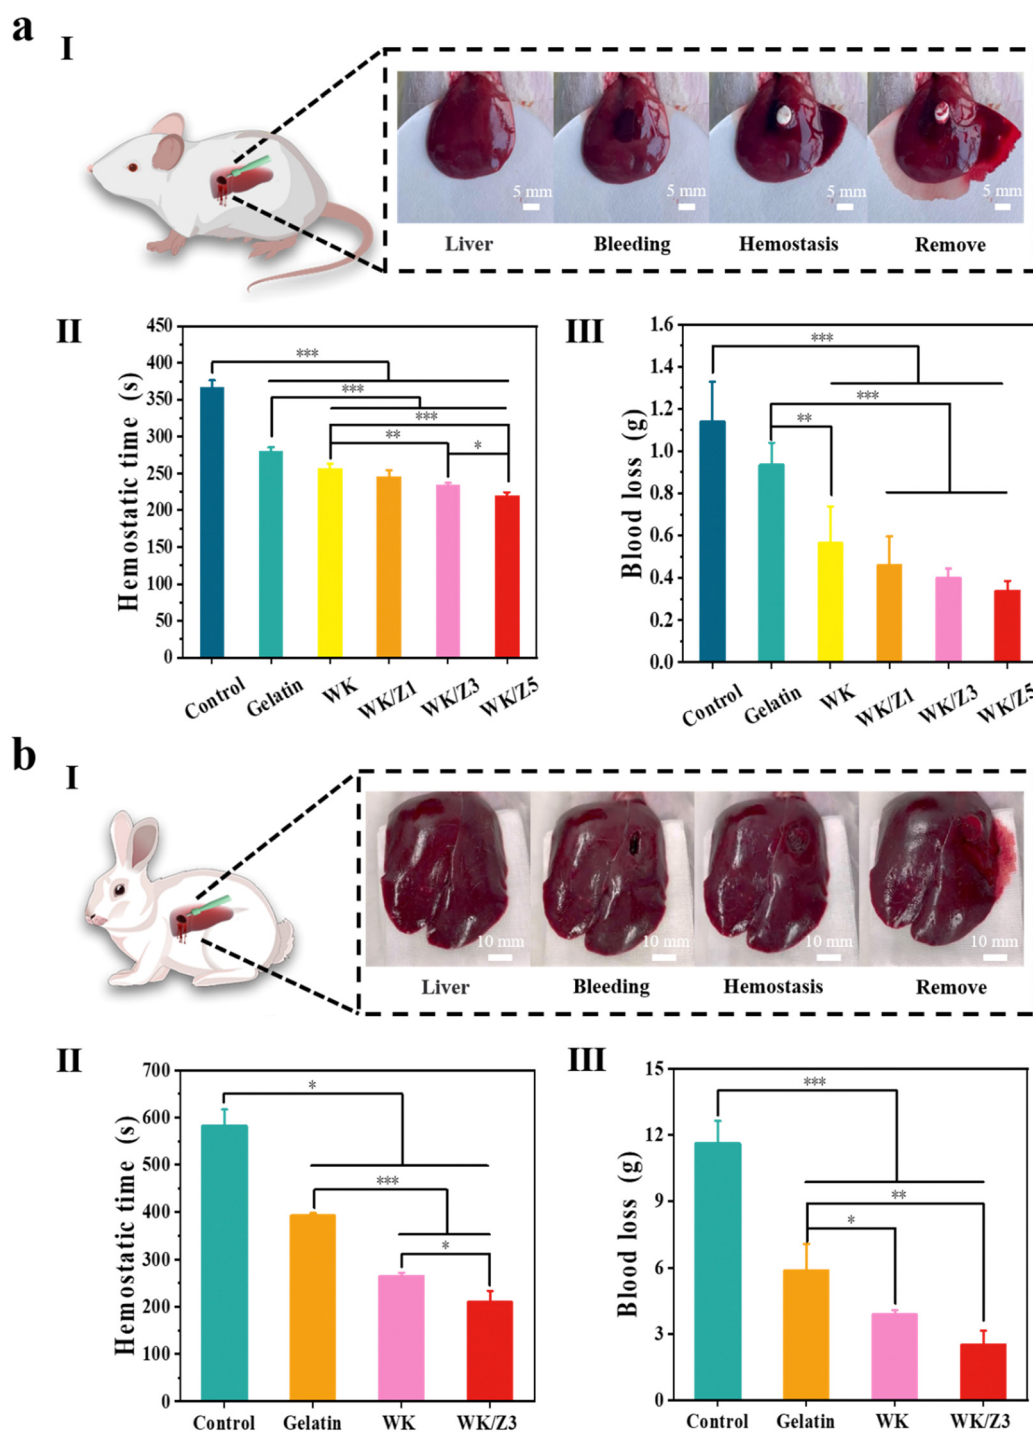 a
I
5 mm 5 mm 5 mm 5 mm
Liver Bleeding Hemostasis Remove
II
Hemostatic time (s)
450
400
350
300
250
200
150
100
50
0
***
***
***
**
*
Control Gelatin WK WK/Z1 WK/Z3 WK/Z5
III
Blood loss (g)
1.6
1.4
1.2
1.0
0.8
0.6
0.4
0.2
0.0
***
***
**
Control Gelatin WK WK/Z1 WK/Z3 WK/Z5
b
I
10 mm 10 mm 10 mm 10 mm
Liver Bleeding Hemostasis Remove
II
Hemostatic time (s)
700
600
500
400
300
200
100
0
*
***
*
Control Gelatin WK WK/Z3
III
Blood loss (g)
15
12
9
6
3
0
***
**
*
Control Gelatin WK WK/Z3